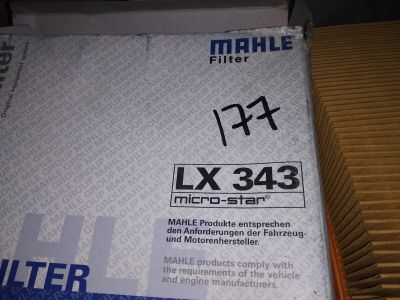 MAHLE
Filter
177
LX 343
micro-star®
MAHLE Produkte entsprechen
den Anforderungen der Fahrzeug-
und Motorenhersteller.
MAHLE products comply with
the requirements of the vehicle
and engine manufacturers.
FILTER